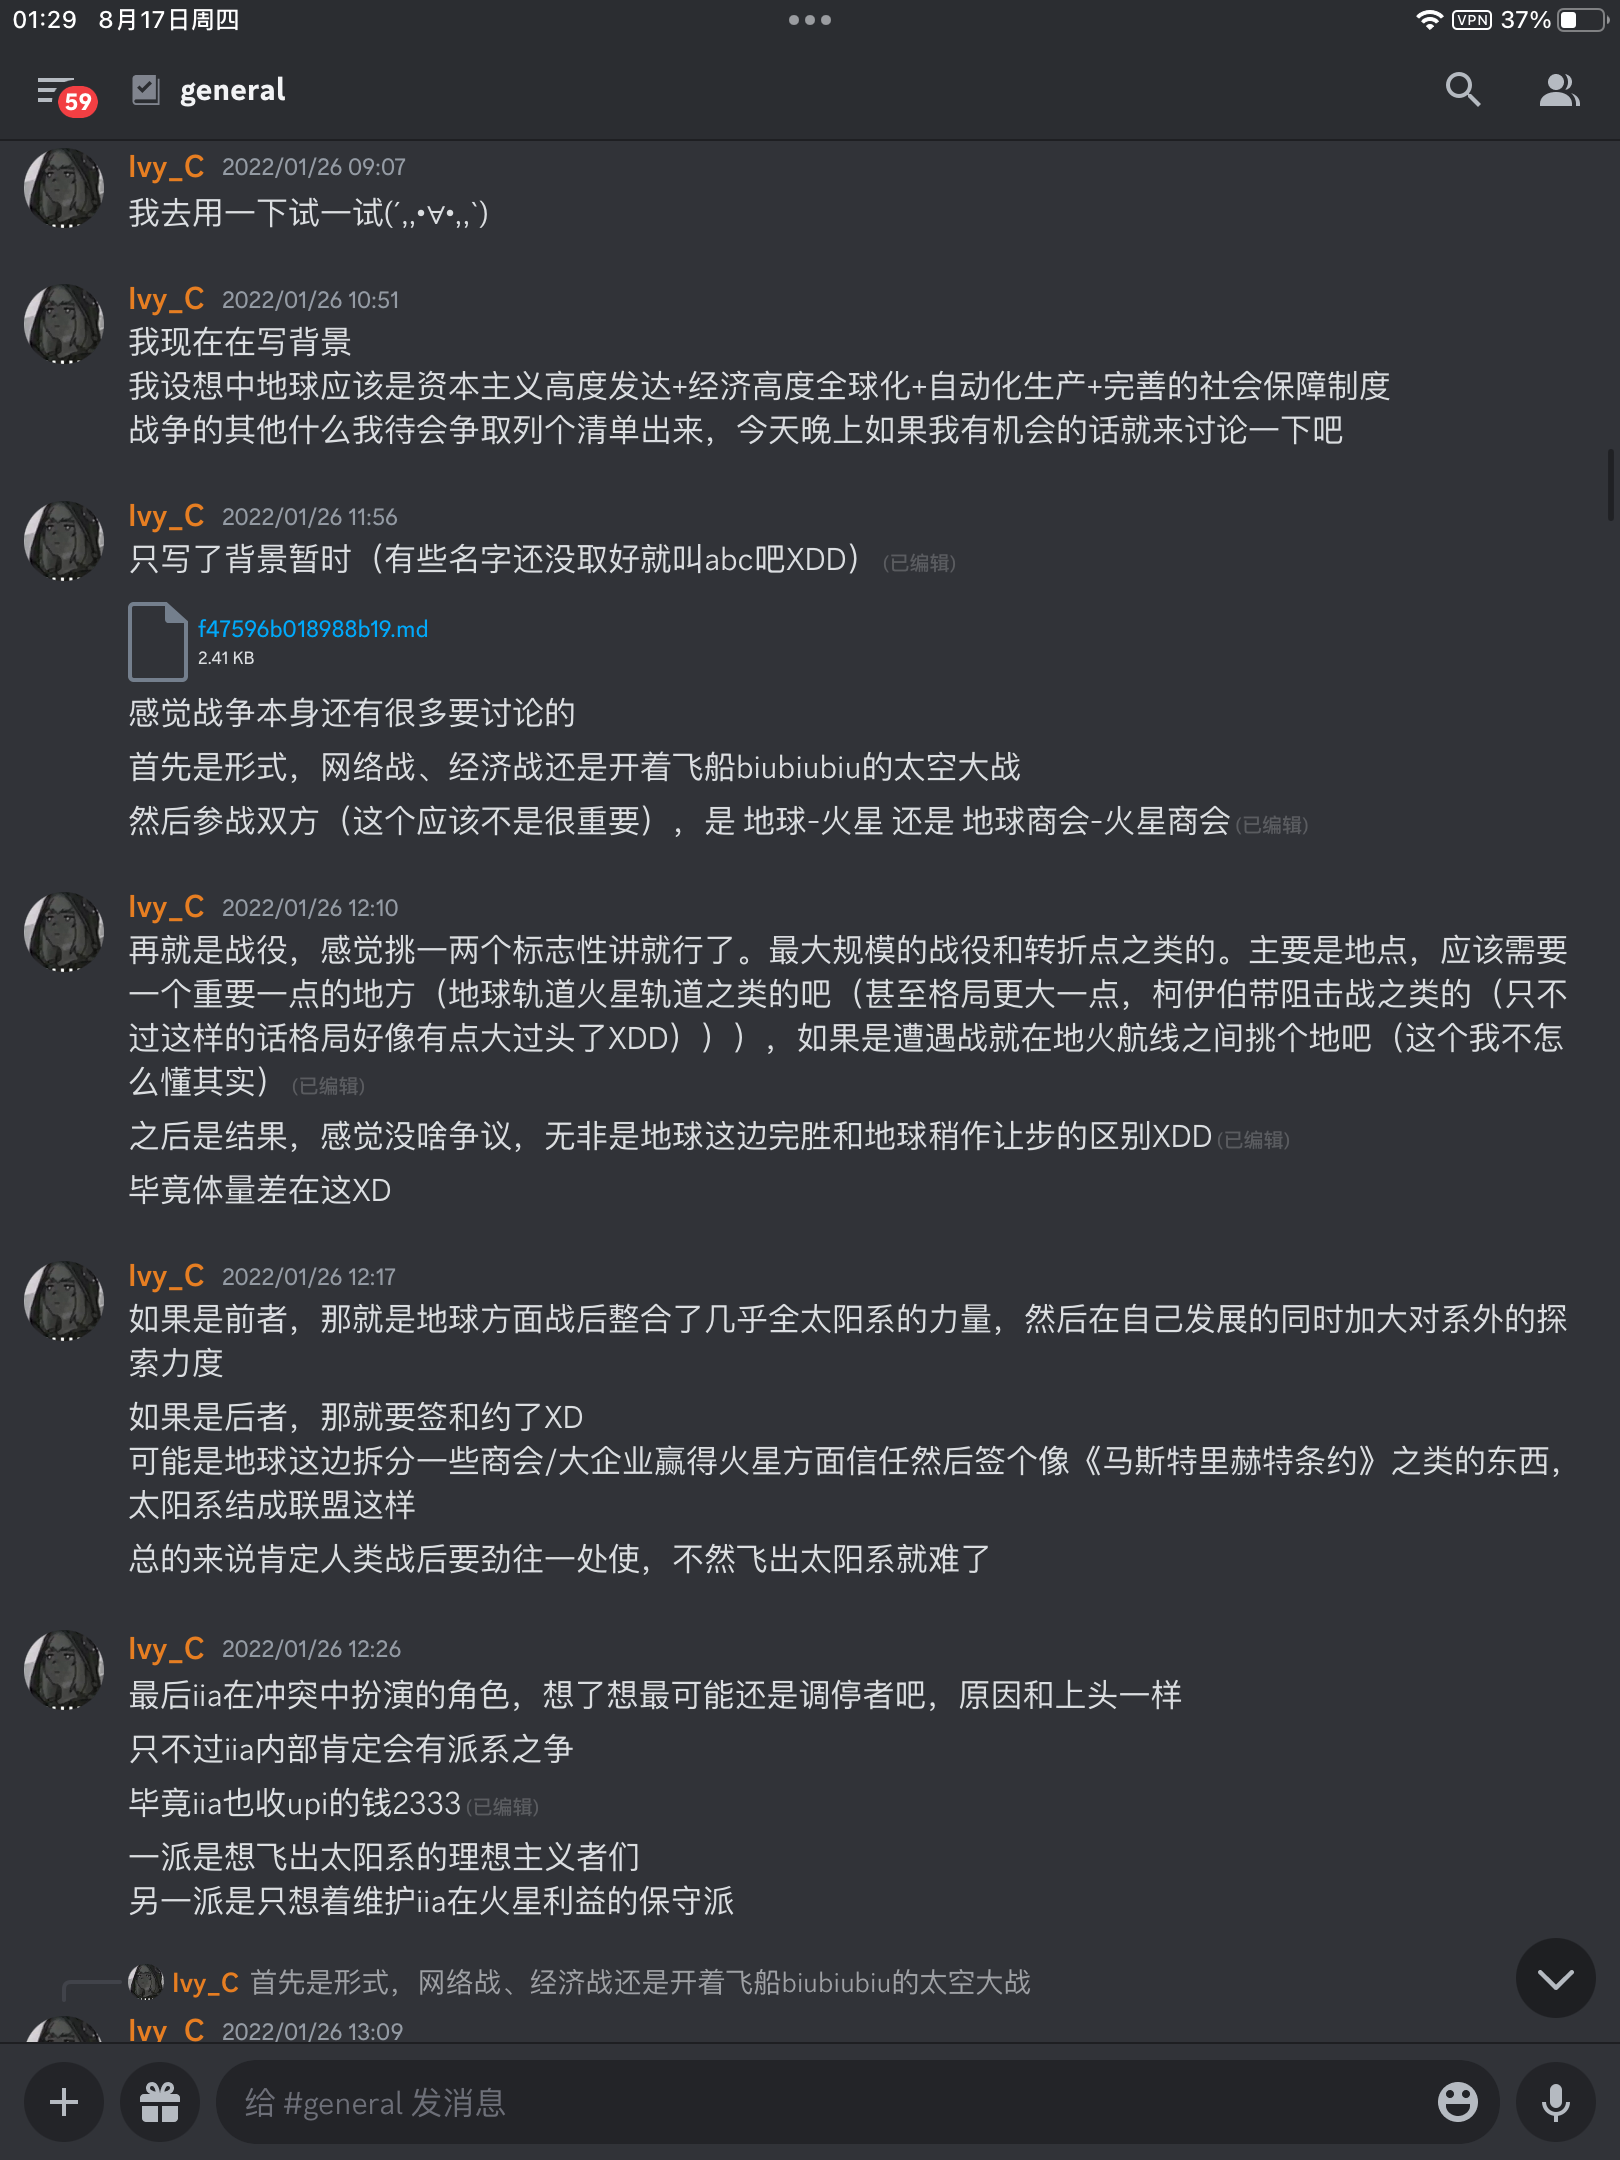 01:29 8月17日周四
VPN 37%
59
general
Ivy_C 2022/01/26 09:07
我去用一下试一试(´,,•∀•,,`)
Ivy_C 2022/01/26 10:51
我现在在写背景
我设想中地球应该是资本主义高度发达+经济高度全球化+自动化生产+完善的社会保障制度
战争的其他什么我待会争取列个清单出来，今天晚上如果我有机会的话就来讨论一下吧
Ivy_C 2022/01/26 11:56
只写了背景暂时（有些名字还没取好就叫abc吧XDD）(已编辑)
f47596b018988b19.md
2.41 KB
感觉战争本身还有很多要讨论的
首先是形式，网络战、经济战还是开着飞船biubiubiu的太空大战
然后参战双方（这个应该不是很重要），是 地球-火星 还是 地球商会-火星商会(已编辑)
Ivy_C 2022/01/26 12:10
再就是战役，感觉挑一两个标志性讲就行了。最大规模的战役和转折点之类的。主要是地点，应该需要
一个重要一点的地方（地球轨道火星轨道之类的吧（甚至格局更大一点，柯伊伯带阻击战之类的（只不
过这样的话格局好像有点大过头了XDD））），如果是遭遇战就在地火航线之间挑个地吧（这个我不怎
么懂其实）(已编辑)
之后是结果，感觉没啥争议，无非是地球这边完胜和地球稍作让步的区别XDD(已编辑)
毕竟体量差在这XD
Ivy_C 2022/01/26 12:17
如果是前者，那就是地球方面战后整合了几乎全太阳系的力量，然后在自己发展的同时加大对系外的探
索力度
如果是后者，那就要签和约了XD
可能是地球这边拆分一些商会/大企业赢得火星方面信任然后签个像《马斯特里赫特条约》之类的东西，
太阳系结成联盟这样
总的来说肯定人类战后要劲往一处使，不然飞出太阳系就难了
Ivy_C 2022/01/26 12:26
最后iia在冲突中扮演的角色，想了想最可能还是调停者吧，原因和上头一样
只不过iia内部肯定会有派系之争
毕竟iia也收upi的钱2333(已编辑)
一派是想飞出太阳系的理想主义者们
另一派是只想着维护iia在火星利益的保守派
Ivy_C 首先是形式，网络战、经济战还是开着飞船biubiubiu的太空大战
Ivy_C 2022/01/26 13:09
给 #general 发消息